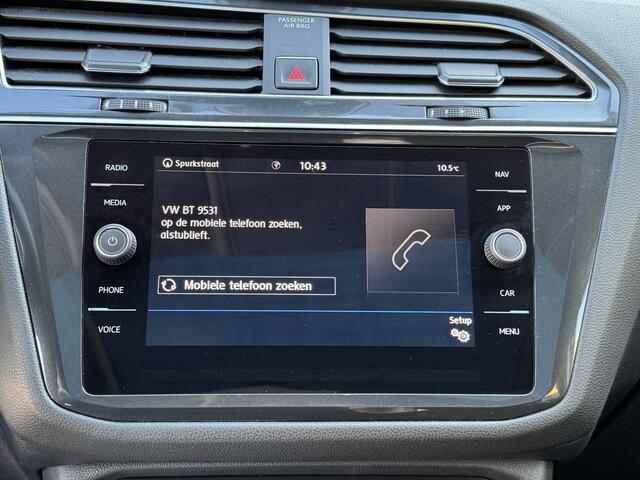 PASSENGER
AIR BAG
RADIO
MEDIA
PHONE
VOICE
Spurkstraat
10:43
10.5°C
VW BT 9531
op de mobiele telefoon zoeken,
alstublieft.
Mobiele telefoon zoeken
Setup
NAV
APP
CAR
MENU